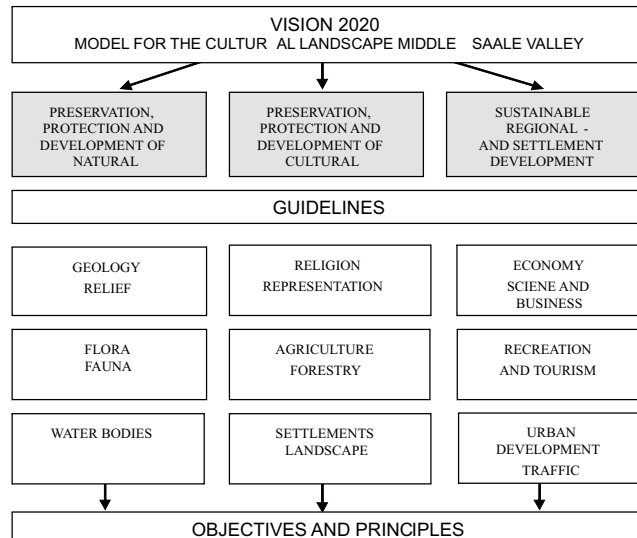 VISION 2020
MODEL FOR THE CULTUR AL LANDSCAPE MIDDLE SAALE VALLEY
PRESERVATION,
PROTECTION AND
DEVELOPMENT OF
NATURAL
PRESERVATION,
PROTECTION AND
DEVELOPMENT OF
CULTURAL
SUSTAINABLE
REGIONAL -
AND SETTLEMENT
DEVELOPMENT
GUIDELINES
GEOLOGY
RELIEF
RELIGION
REPRESENTATION
ECONOMY
SCIENE AND
BUSINESS
FLORA
FAUNA
AGRICULTURE
FORESTRY
RECREATION
AND TOURISM
WATER BODIES
SETTLEMENTS
LANDSCAPE
URBAN
DEVELOPMENT
TRAFFIC
OBJECTIVES AND PRINCIPLES